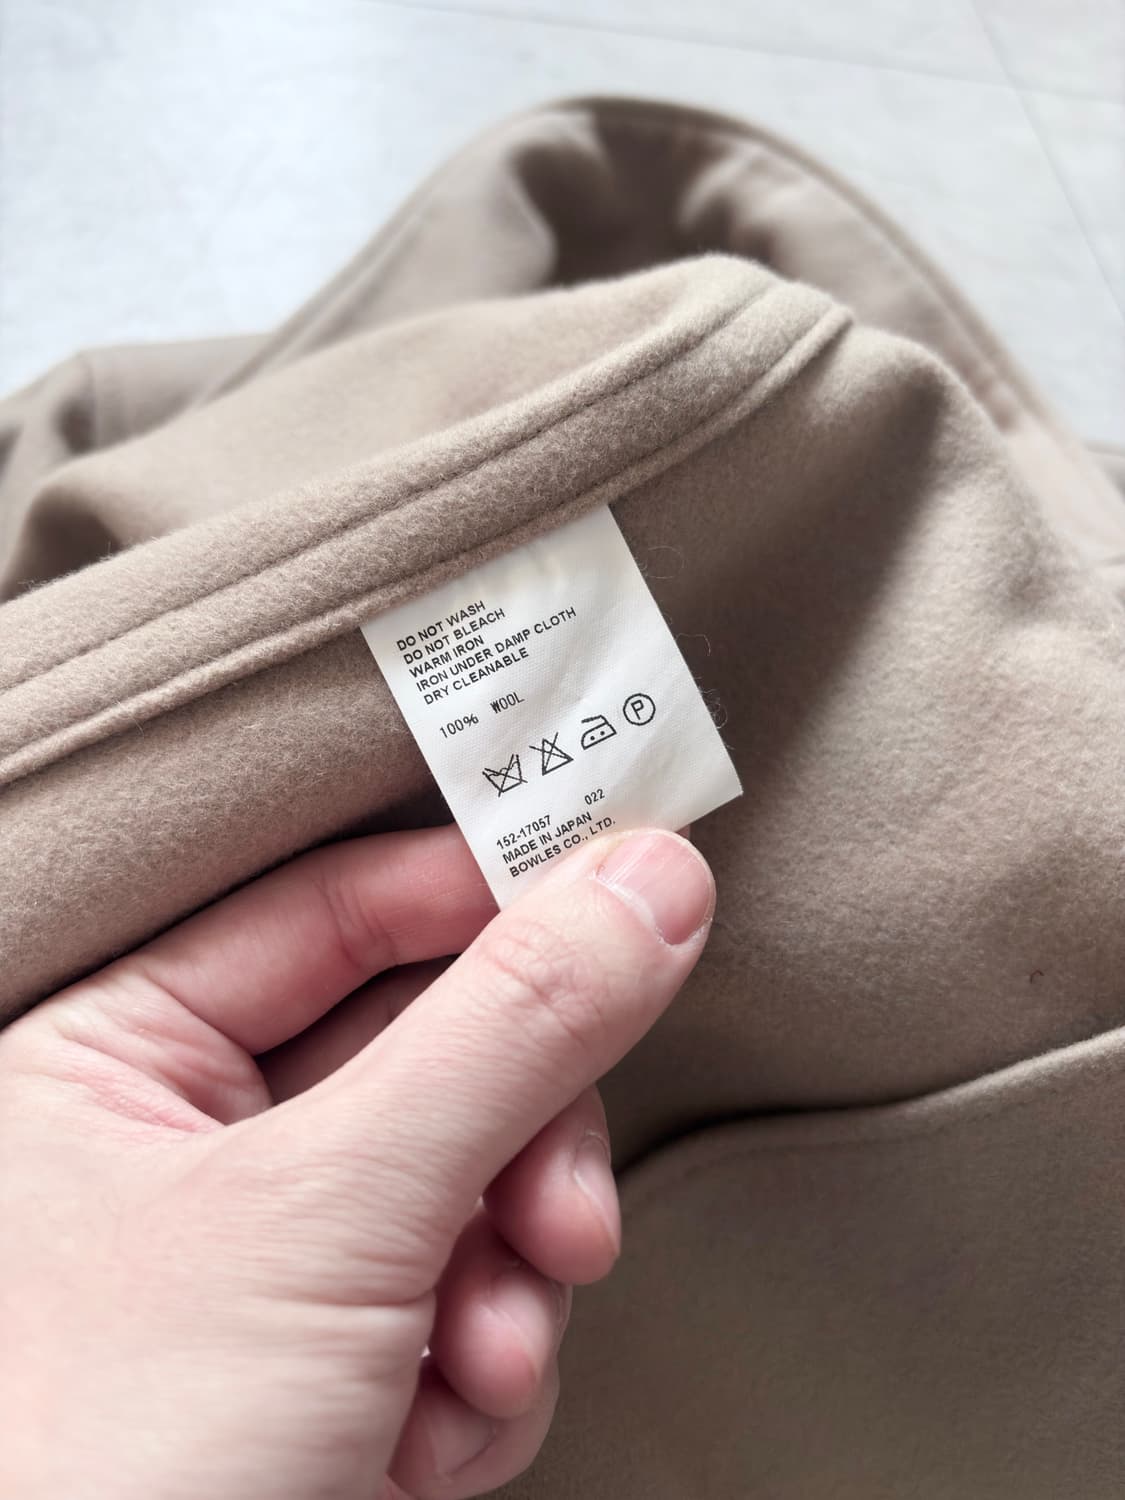 DO NOT WASH
DO NOT BLEACH
WARM IRON
IRON UNDER DAMP CLOTH
DRY CLEANABLE
100% WOOL
P
022
152-17057
MADE IN JAPAN
BOWLES CO., LTD.